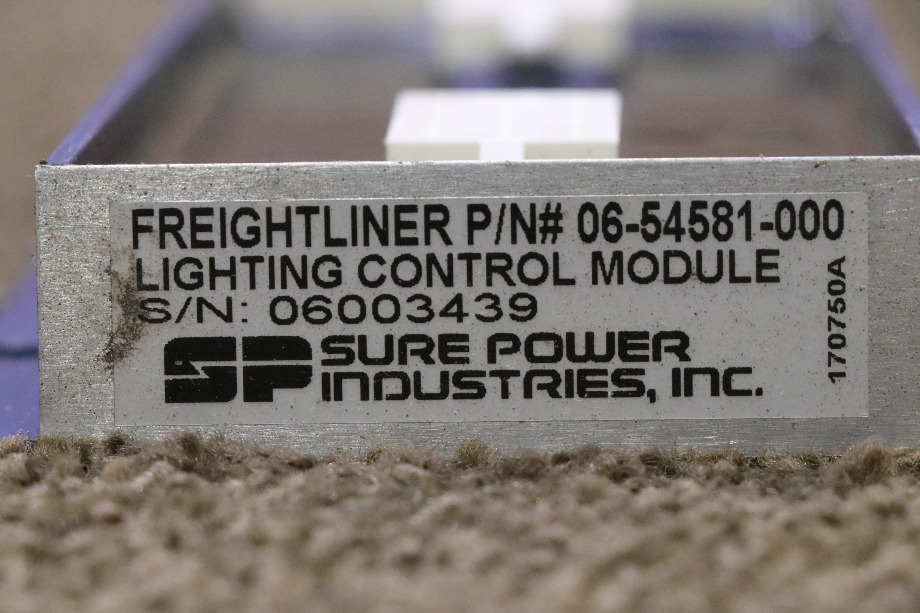 FREIGHTLINER P/N# 06-54581-000
LIGHTING CONTROL MODULE
S/N: 06003439
SP SURE POWER
INDUSTRIES, INC.
170750A